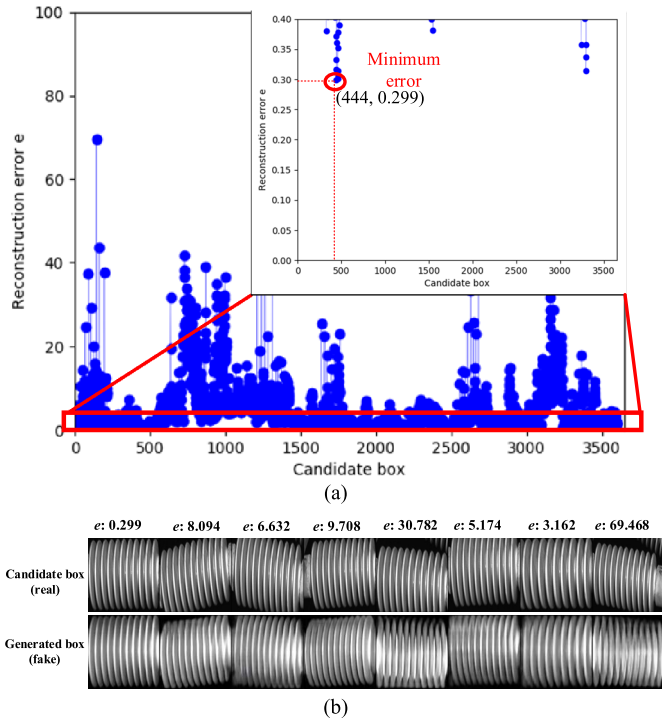 100
80
60
40
20
0
Reconstruction error e
0
500
1000
1500
2000
2500
3000
3500
Candidate box
0.40
0.35
0.30
0.25
0.20
0.15
0.10
0.05
0.00
Reconstruction error e
0
500
1000
1500
2000
2500
3000
3500
Candidate box
Minimum
error
(444, 0.299)
(a)
e: 0.299 e: 8.094 e: 6.632 e: 9.708 e: 30.782 e: 5.174 e: 3.162 e: 69.468
Candidate box
(real)
Generated box
(fake)
(b)